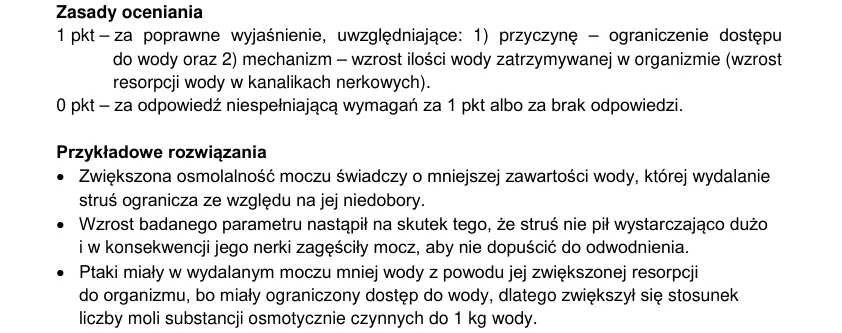 Zasady oceniania
1 pkt – za poprawne wyjaśnienie, uwzględniające: 1) przyczynę – ograniczenie dostępu
do wody oraz 2) mechanizm – wzrost ilości wody zatrzymywanej w organizmie (wzrost
resorpcji wody w kanalikach nerkowych).
0 pkt – za odpowiedź niespełniającą wymagań za 1 pkt albo za brak odpowiedzi.
Przykładowe rozwiązania
• Zwiększona osmolalność moczu świadczy o mniejszej zawartości wody, której wydalanie
struś ogranicza ze względu na jej niedobory.
• Wzrost badanego parametru nastąpił na skutek tego, że struś nie pił wystarczająco dużo
i w konsekwencji jego nerki zagęściły mocz, aby nie dopuścić do odwodnienia.
• Ptaki miały w wydalanym moczu mniej wody z powodu jej zwiększonej resorpcji
do organizmu, bo miały ograniczony dostęp do wody, dlatego zwiększył się stosunek
liczby moli substancji osmotycznie czynnych do 1 kg wody.